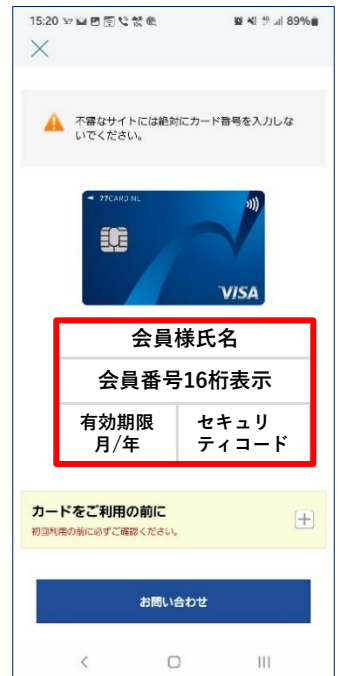 15:20
89%
不審なサイトには絶対にカード番号を入力しな
いでください。
77CARD NL
VISA
会員様氏名
会員番号16桁表示
有効期限
月/年
セキュリ
ティコード
カードをご利用の前に
初回利用の前に必ずご確認ください。
お問い合わせ